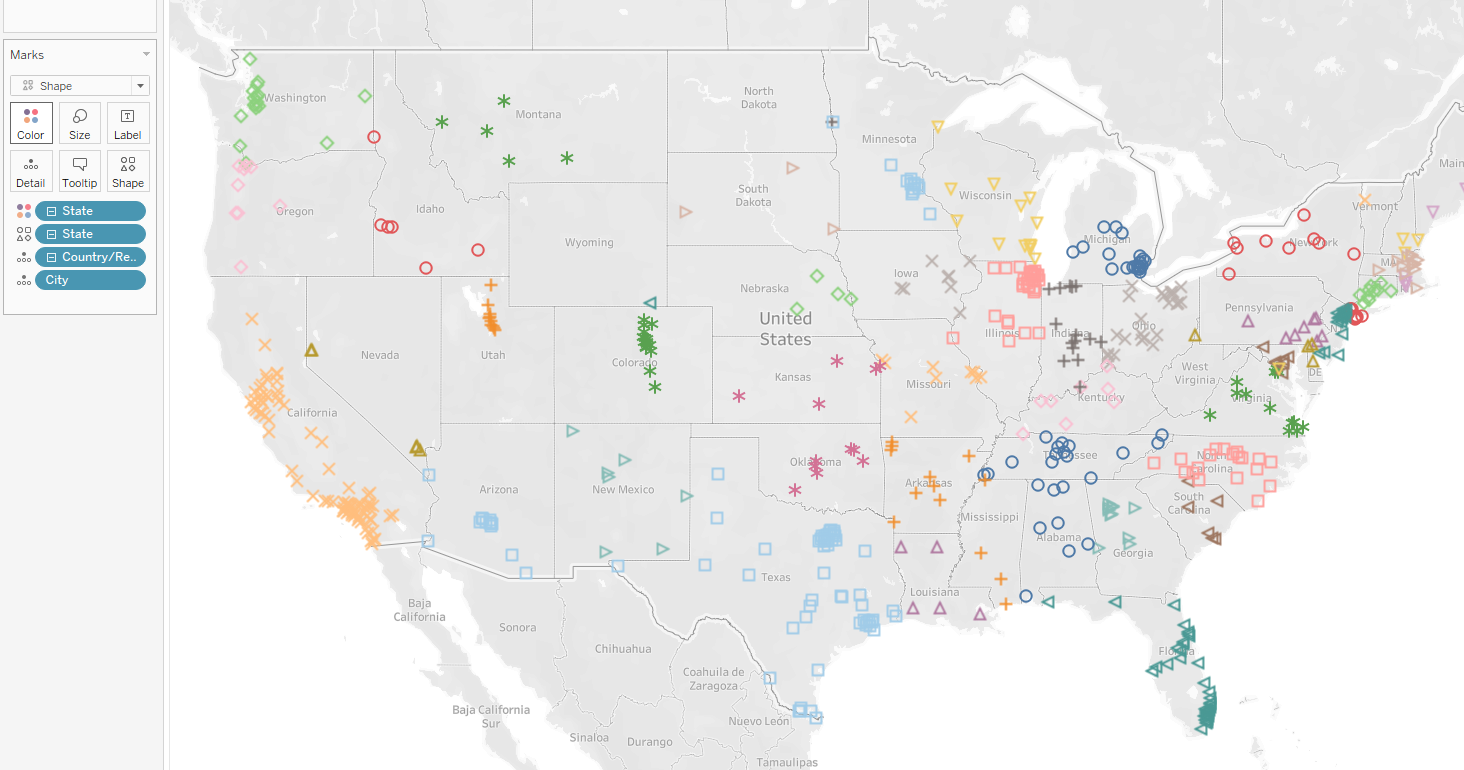 Marks
Shape
Color
Size
Label
Detail
Tooltip
Shape
State
State
Country/Re..
City
Washington
Montana
North
Dakota
Minnesota
Oregon
Idaho
South
Dakota
Wisconsin
Michigan
Vermont
Main
Wyoming
New York
MA
Iowa
Nebraska
Illinois
Indiana
Ohio
Pennsylvania
United
States
Nevada
Utah
Colorado
Kansas
Missouri
West
Virginia
DE
Virginia
Kentucky
California
Arizona
New Mexico
Oklahoma
Arkansas
Tennessee
North
Carolina
South
Carolina
Mississippi
Alabama
Georgia
Texas
Louisiana
Florida
Baja
California
Sonora
Chihuahua
Coahuila de
Zaragoza
Baja California
Sur
Nuevo León
Sinaloa
Durango
Tamaulipas